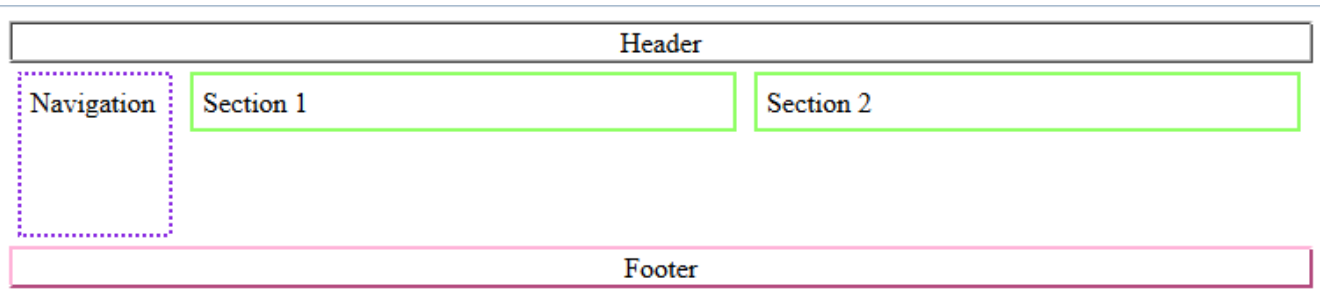 Header
Navigation
Section 1
Section 2
Footer